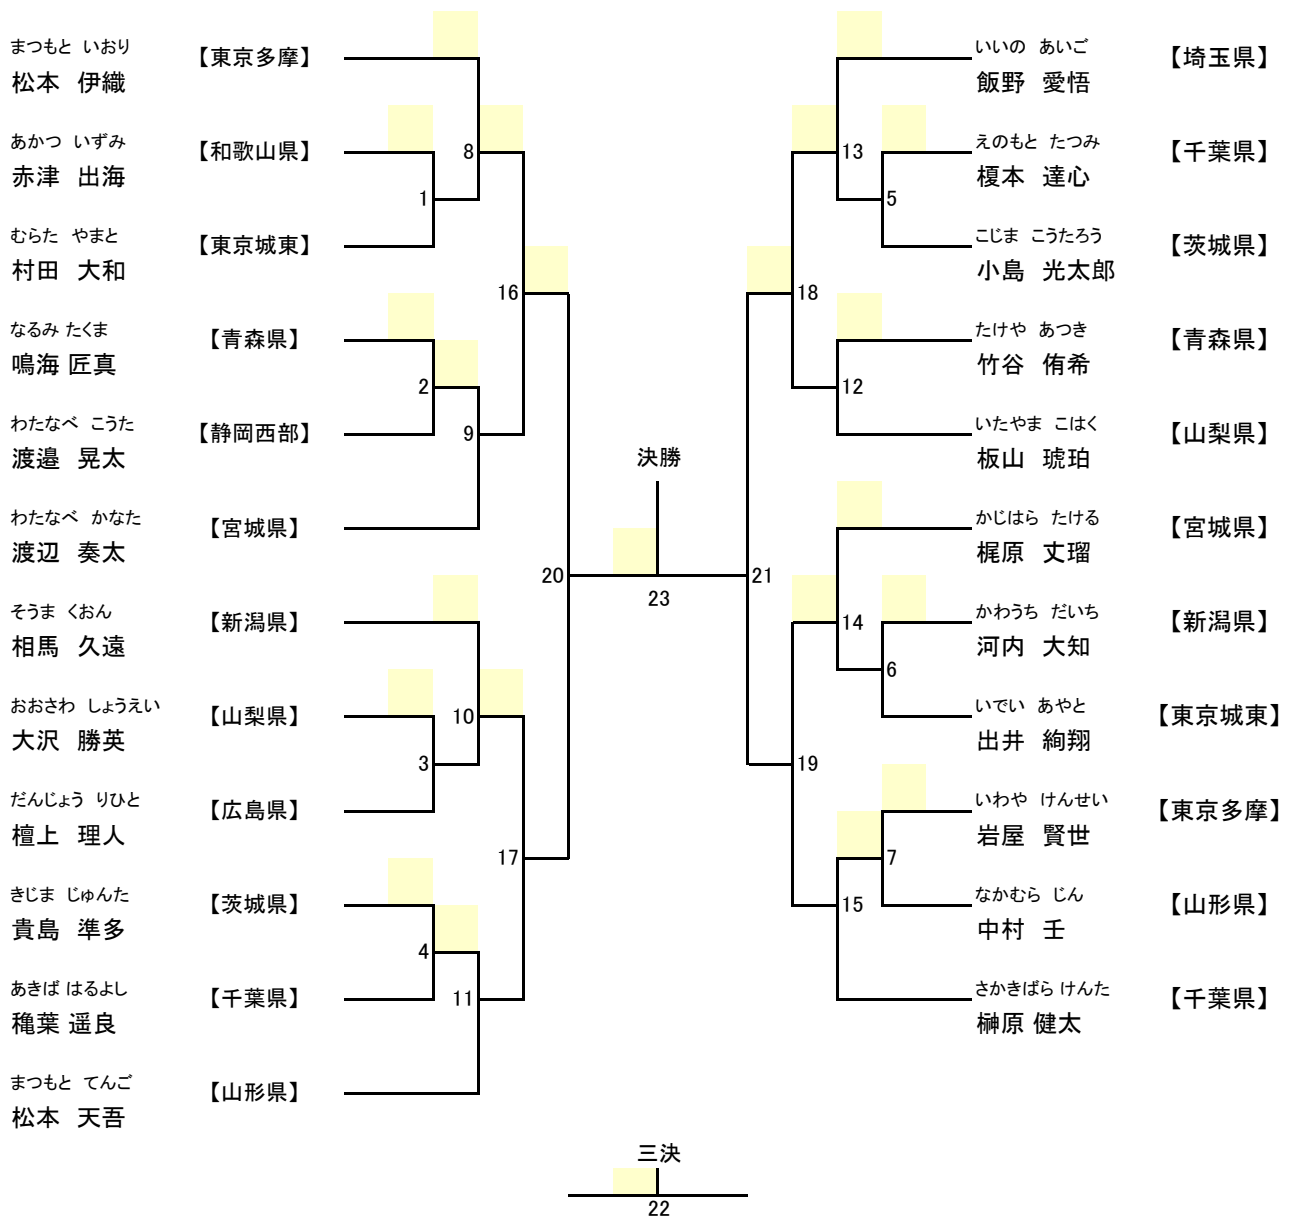 まつもと いおり
松本 伊織
【東京多摩】
あかつ いずみ
赤津 出海
【和歌山県】
むらた やまと
村田 大和
【東京城東】
なるみ たくま
鳴海 匠真
【青森県】
わたなべ こうた
渡邉 晃太
【静岡西部】
わたなべ かなた
渡辺 奏太
【宮城県】
そうま くおん
相馬 久遠
【新潟県】
おおさわ しょうえい
大沢 勝英
【山梨県】
だんじょう りひと
檀上 理人
【広島県】
きじま じゅんた
貴島 準多
【茨城県】
あきば はるよし
穐葉 遥良
【千葉県】
まつもと てんご
松本 天吾
【山形県】
1
2
3
4
8
9
10
11
16
17
20
決勝
23
三決
22
21
18
19
13
12
14
15
5
6
7
いいの あいご
飯野 愛悟
【埼玉県】
えのもと たつみ
榎本 達心
【千葉県】
こじま こうたろう
小島 光太郎
【茨城県】
たけや あつき
竹谷 侑希
【青森県】
いたやま こはく
板山 琥珀
【山梨県】
かじはら たける
梶原 丈瑠
【宮城県】
かわうち だいち
河内 大知
【新潟県】
いでい あやと
出井 絢翔
【東京城東】
いわや けんせい
岩屋 賢世
【東京多摩】
なかむら じん
中村 壬
【山形県】
さかきばら けんた
榊原 健太
【千葉県】